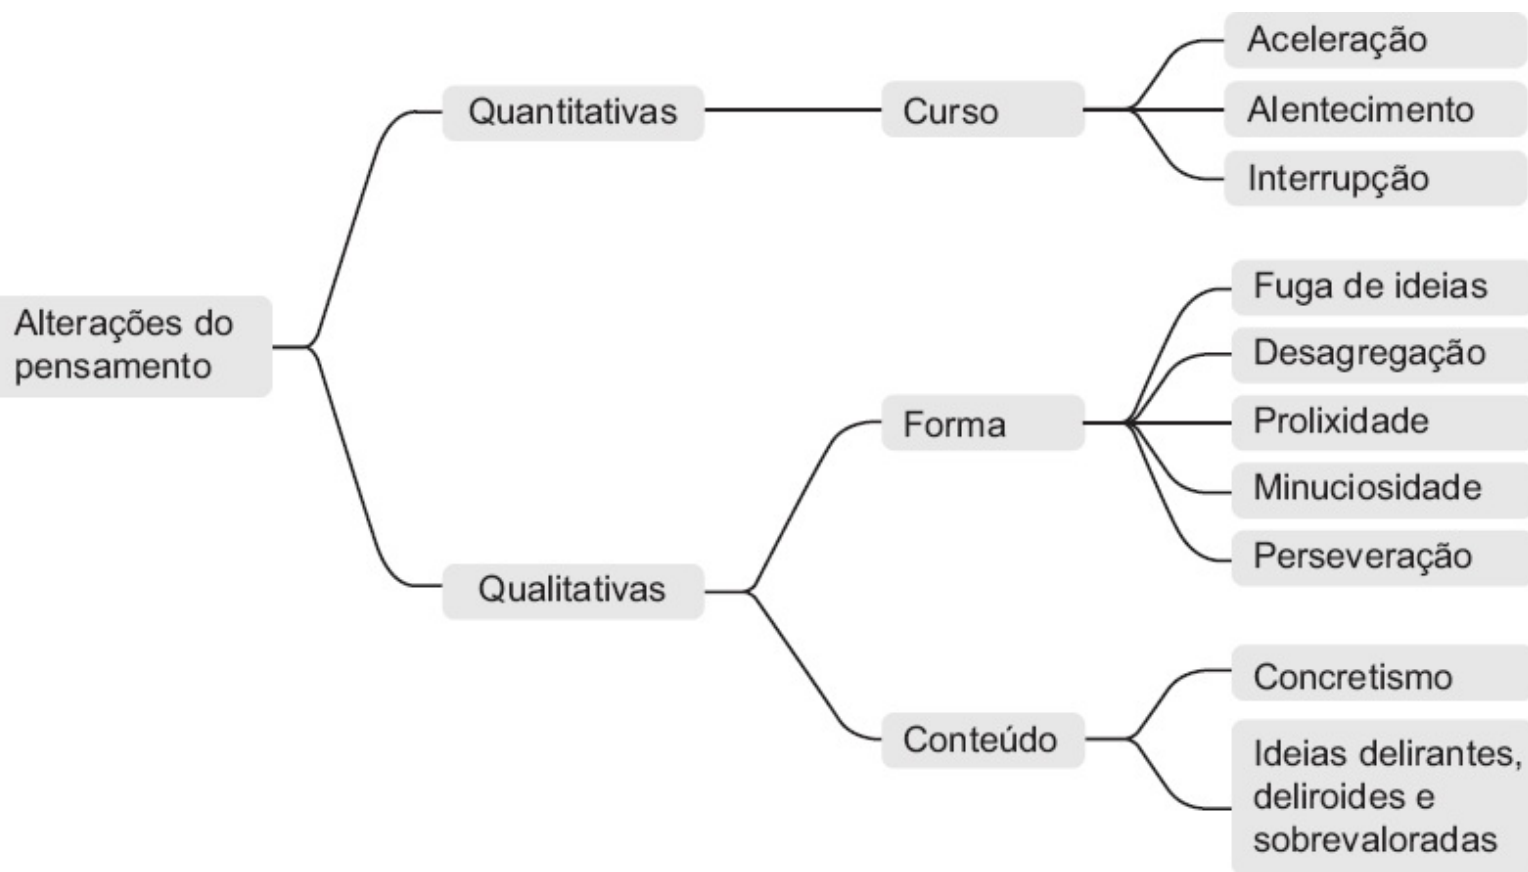 Alterações do
pensamento
Quantitativas
Curso
Aceleração
Alentecimento
Interrupção
Qualitativas
Forma
Fuga de ideias
Desagregação
Prolixidade
Minuciosidade
Perseveração
Conteúdo
Concretismo
Ideias delirantes,
deliroides e
sobrevaloradas